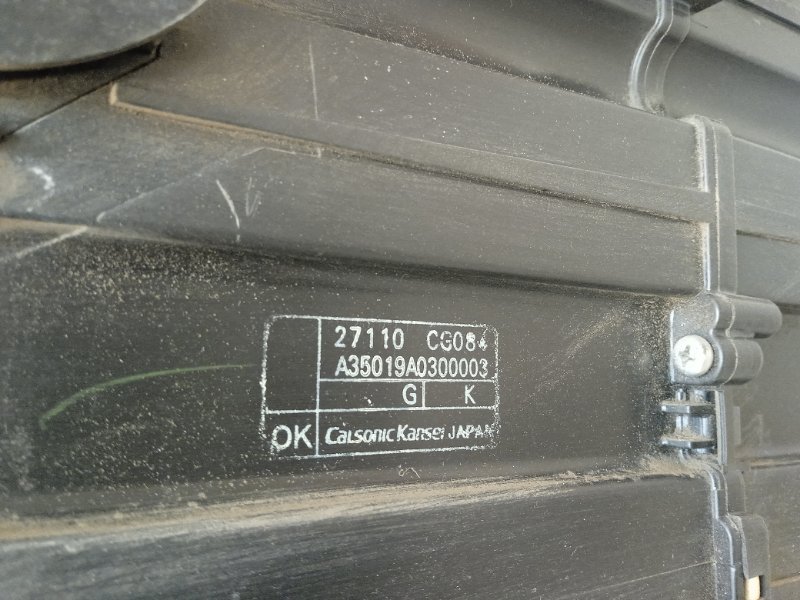 27110 CG084
A35019A0300003
G K
OK CALSONIC KANSEI JAPAN